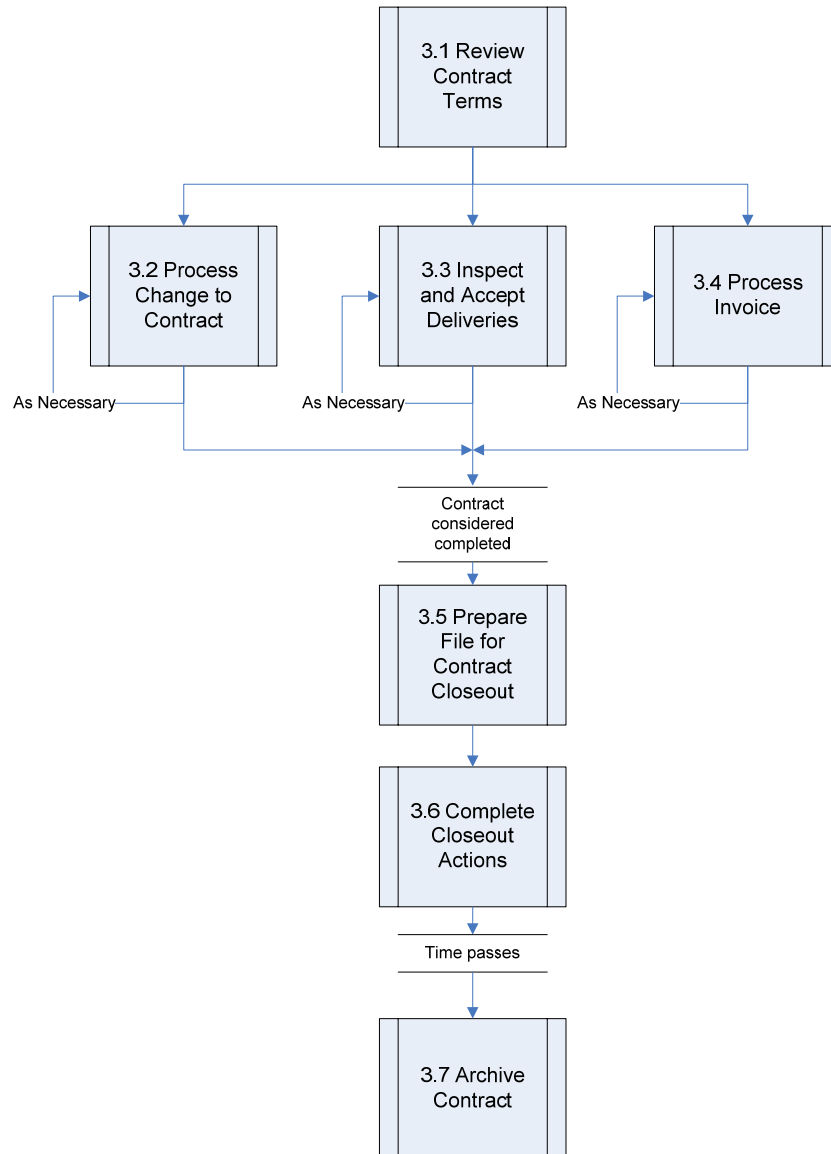 3.1 Review
Contract
Terms
3.2 Process
Change to
Contract
3.3 Inspect
and Accept
Deliveries
3.4 Process
Invoice
As Necessary
As Necessary
As Necessary
Contract
considered
completed
3.5 Prepare
File for
Contract
Closeout
3.6 Complete
Closeout
Actions
Time passes
3.7 Archive
Contract